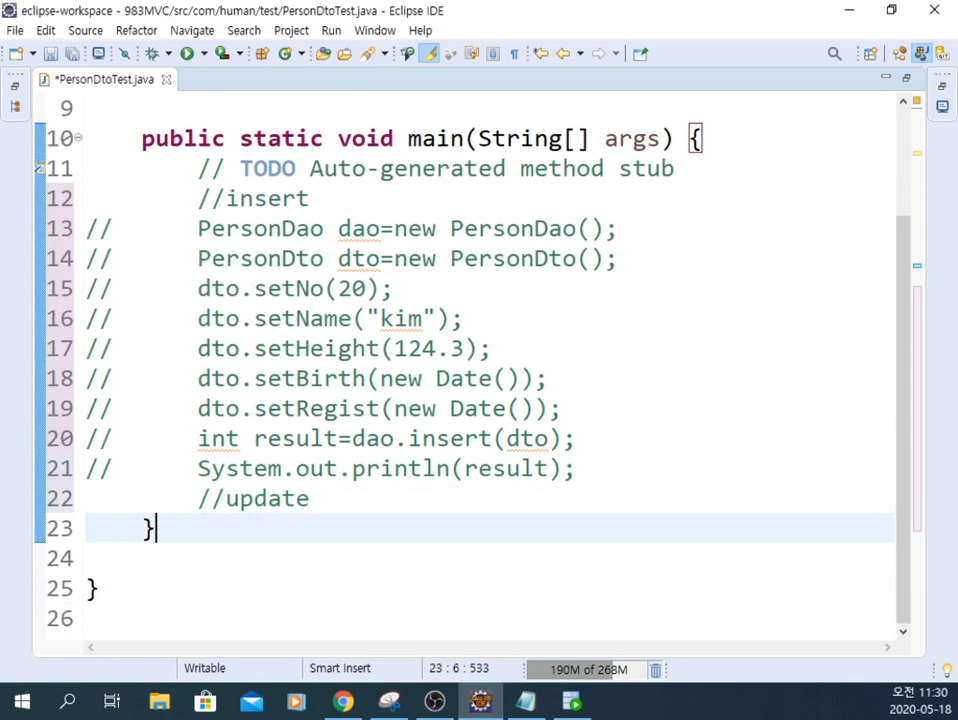 eclipse-workspace - 983MVC/src/com/human/test/PersonDtoTest.java - Eclipse IDE
File Edit Source Refactor Navigate Search Project Run Window Help
*PersonDtoTest.java
9
10 public static void main(String[] args) {
11 // TODO Auto-generated method stub
12 //insert
13 // PersonDao dao=new PersonDao();
14 // PersonDto dto=new PersonDto();
15 // dto.setNo(20);
16 // dto.setName("kim");
17 // dto.setHeight(124.3);
18 // dto.setBirth(new Date());
19 // dto.setRegist(new Date());
20 // int result=dao.insert(dto);
21 // System.out.println(result);
22 //update
23 }
24
25 }
26
Writable Smart Insert 23 : 6 : 533 190M of 268M
오전 11:30
2020-05-18